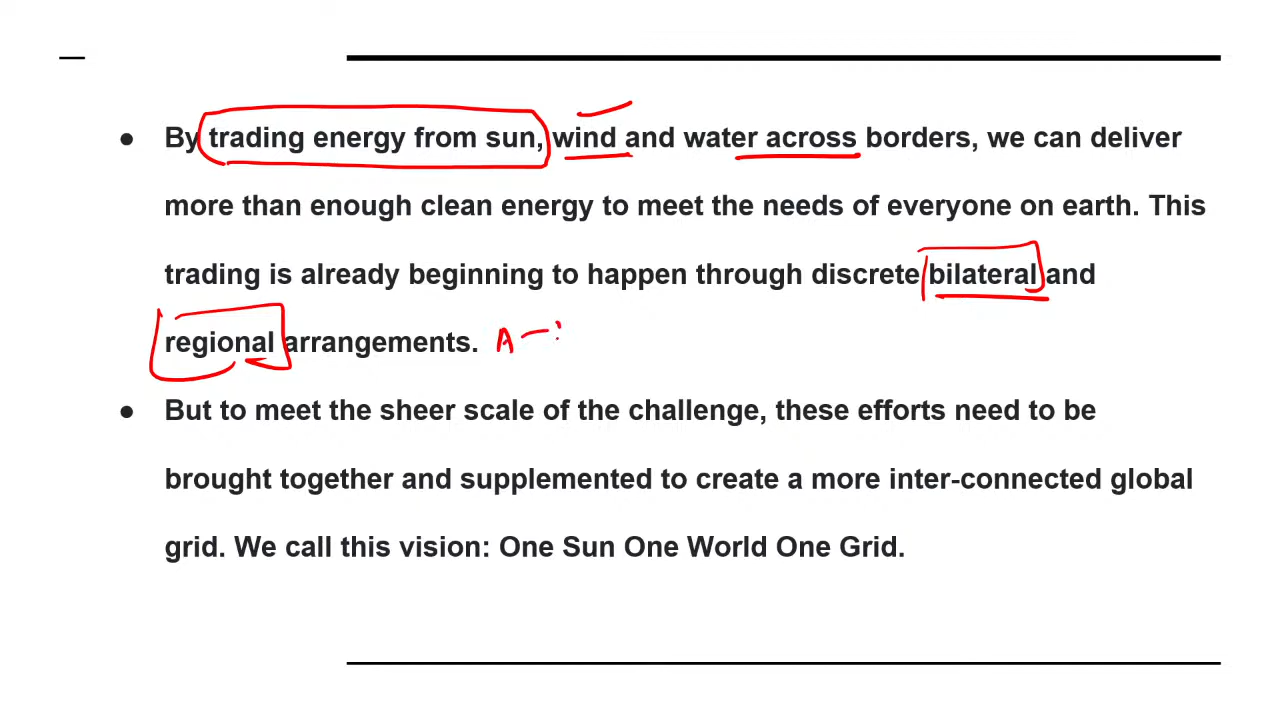 ● By trading energy from sun, wind and water across borders, we can deliver
more than enough clean energy to meet the needs of everyone on earth. This
trading is already beginning to happen through discrete bilateral and
regional arrangements. A –
● But to meet the sheer scale of the challenge, these efforts need to be
brought together and supplemented to create a more inter-connected global
grid. We call this vision: One Sun One World One Grid.